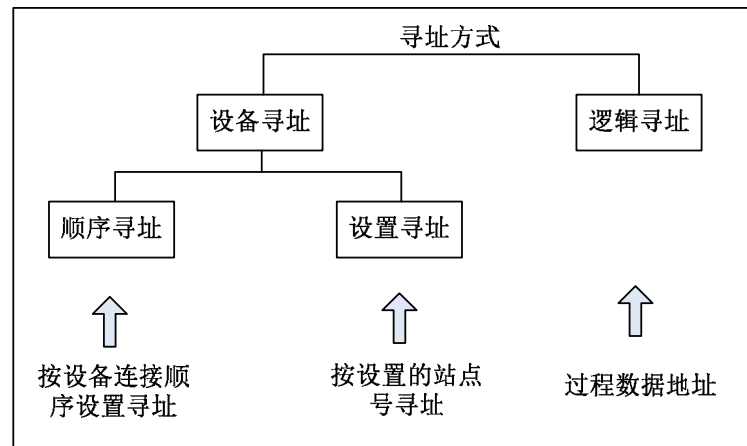 寻址方式
设备寻址
逻辑寻址
顺序寻址
设置寻址
按设备连接顺
序设置寻址
按设置的站点
号寻址
过程数据地址